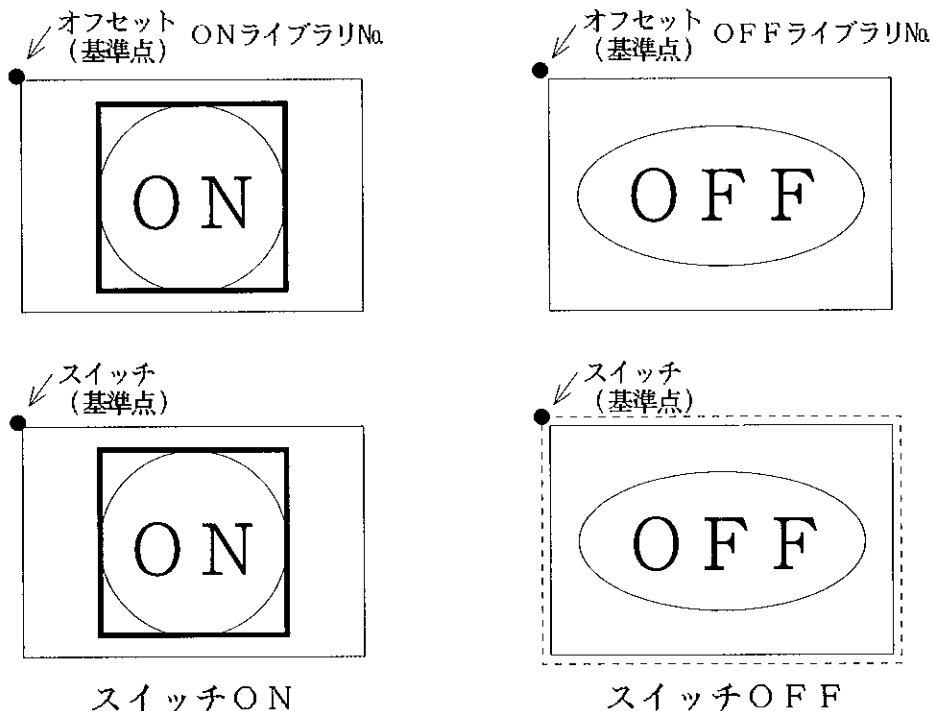 オフセット ONライブラリNo.
(基準点)
ON
オフセット OFFライブラリNo.
(基準点)
OFF
スイッチ
(基準点)
ON
スイッチON
スイッチ
(基準点)
OFF
スイッチOFF